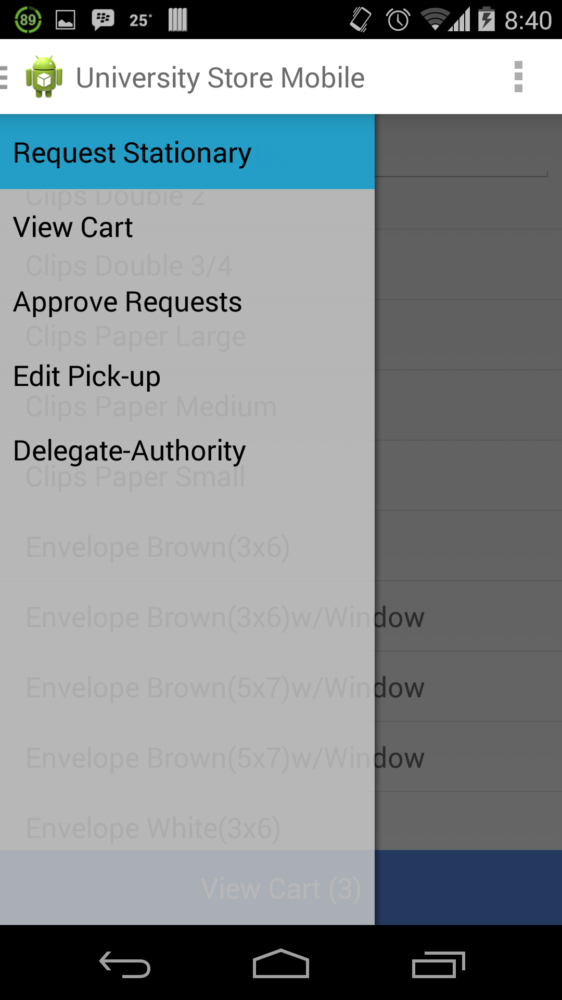 89 25° 8:40
University Store Mobile
Request Stationary
Clips Double 2
View Cart
Clips Double 3/4
Approve Requests
Clips Paper Large
Edit Pick-up
Clips Paper Medium
Delegate-Authority
Clips Paper Small
Envelope Brown(3x6)
Envelope Brown(3x6)w/Window
Envelope Brown(5x7)w/Window
Envelope Brown(5x7)w/Window
Envelope White(3x6)
View Cart (3)